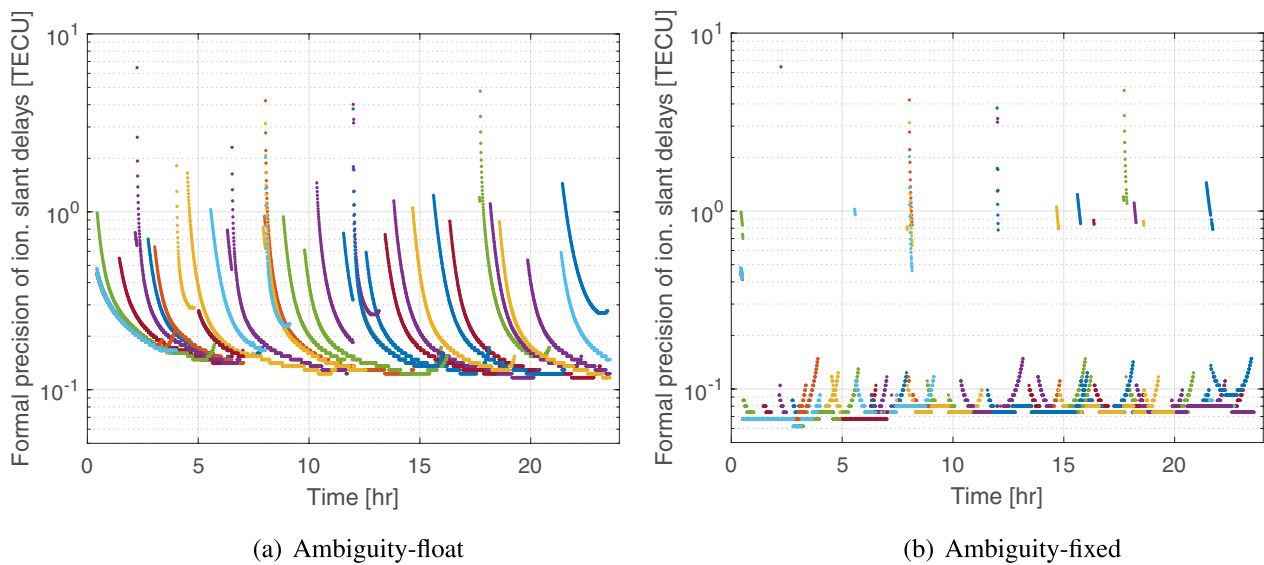 Formal precision of ion. slant delays [TECU]
10^1
10^0
10^-1
0 5 10 15 20
Time [hr]
(a) Ambiguity-float
Formal precision of ion. slant delays [TECU]
10^1
10^0
10^-1
0 5 10 15 20
Time [hr]
(b) Ambiguity-fixed